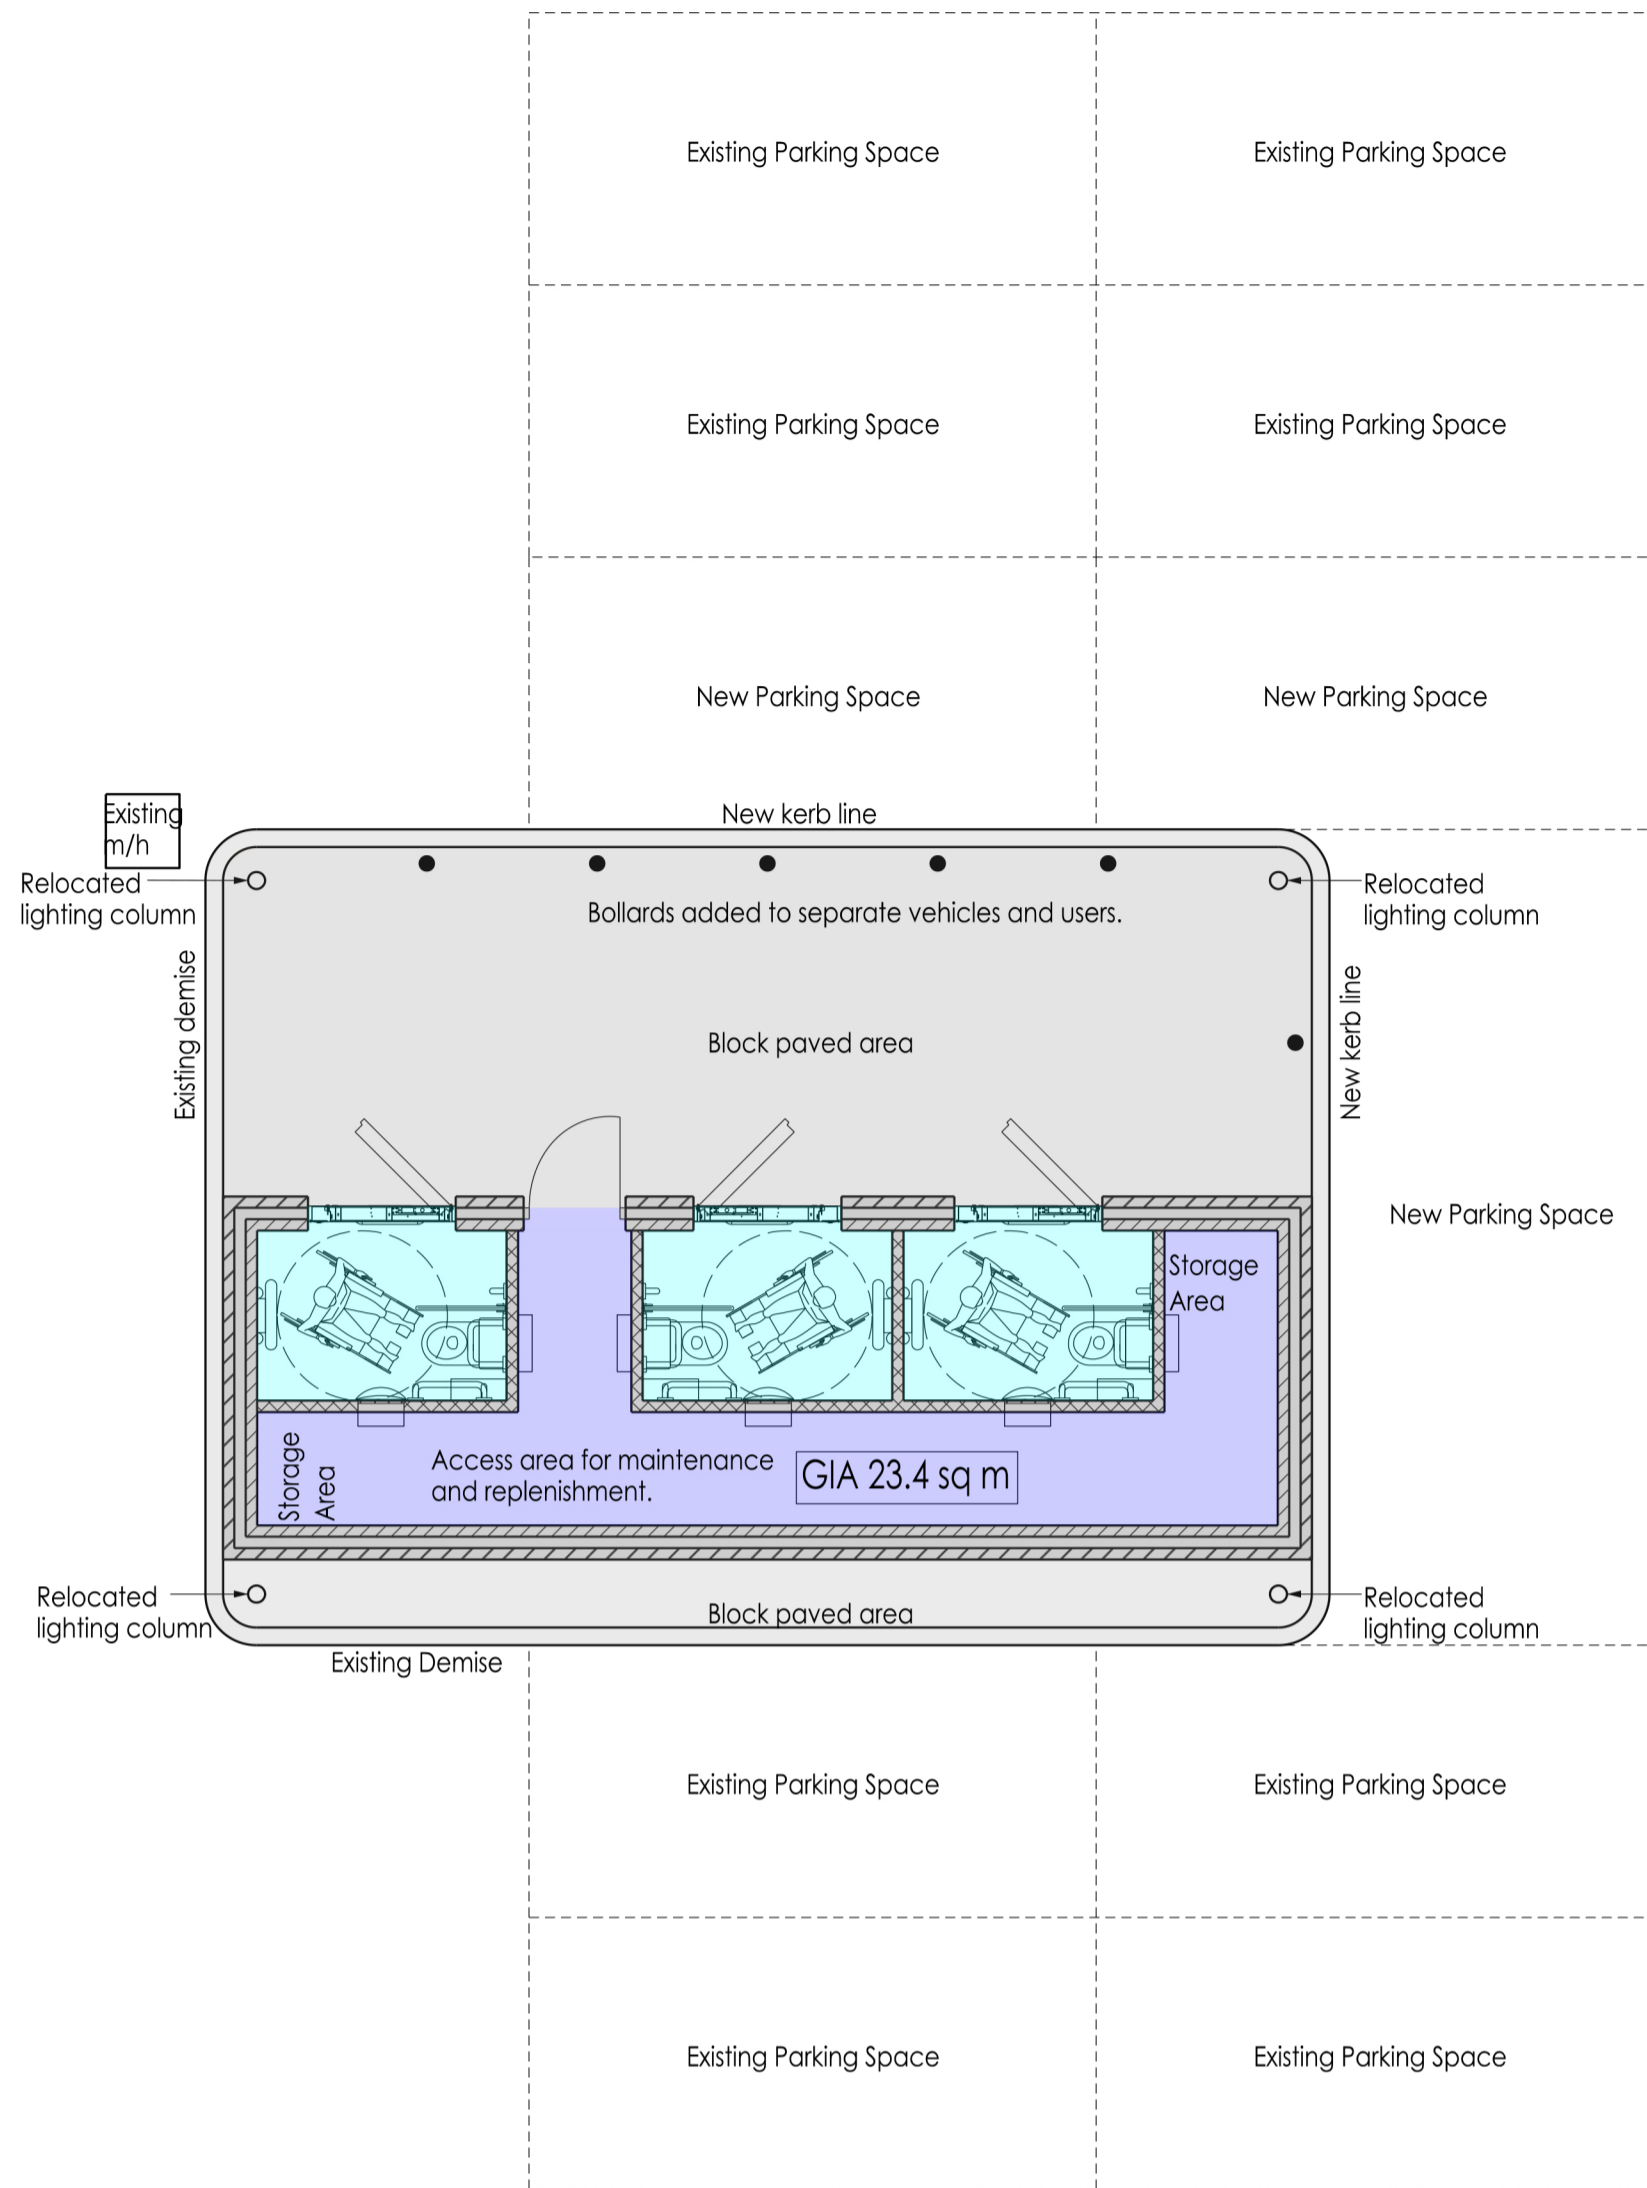 Existing Parking Space
Existing Parking Space
Existing Parking Space
Existing Parking Space
New Parking Space
New Parking Space
Existing
m/h
New kerb line
Relocated
lighting column
Relocated
lighting column
Bollards added to separate vehicles and users.
Existing demise
New kerb line
Block paved area
New Parking Space
Storage
Area
Storage
Area
Access area for maintenance
and replenishment.
GIA 23.4 sq m
Relocated
lighting column
Relocated
lighting column
Block paved area
Existing Demise
Existing Parking Space
Existing Parking Space
Existing Parking Space
Existing Parking Space